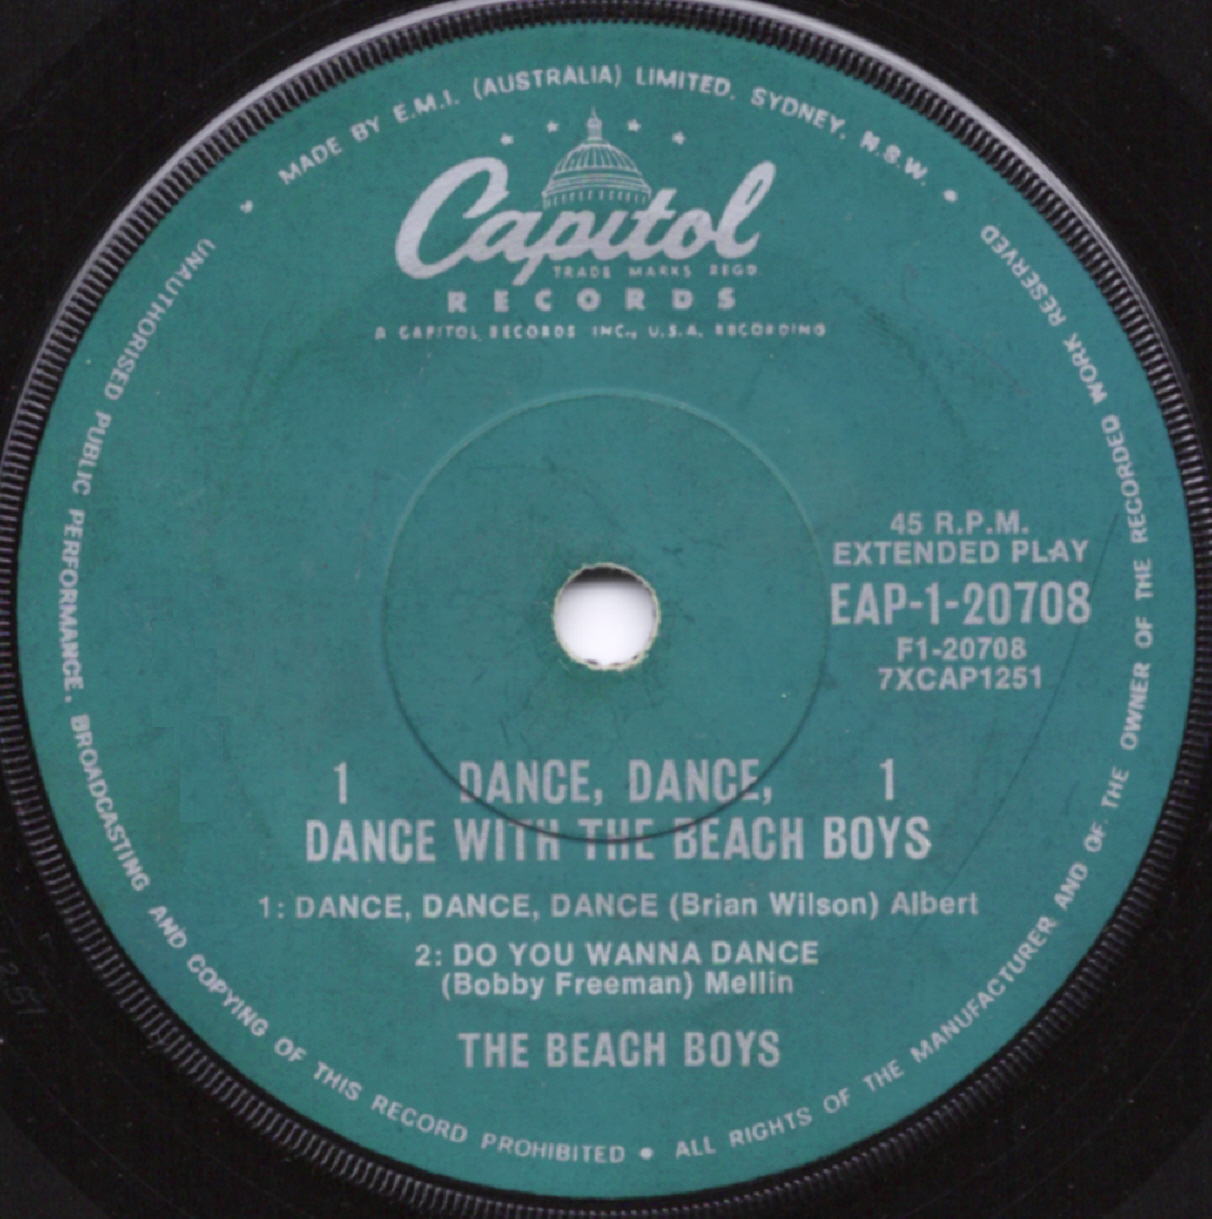 MADE BY E.M.I. (AUSTRALIA) LIMITED. SYDNEY, N.S.W.
Capitol
TRADE MARKS REGD.
RECORDS
A CAPITOL RECORDS INC., U.S.A. RECORDING
45 R.P.M.
EXTENDED PLAY
EAP-1-20708
F1-20708
7XCAP1251
1 DANCE, DANCE, 1
DANCE WITH THE BEACH BOYS
1: DANCE, DANCE, DANCE (Brian Wilson) Albert
2: DO YOU WANNA DANCE
(Bobby Freeman) Mellin
THE BEACH BOYS
UNAUTHORISED PUBLIC PERFORMANCE, BROADCASTING AND COPYING OF THIS RECORD PROHIBITED • ALL RIGHTS OF THE MANUFACTURER AND OF THE OWNER OF THE RECORDED WORK RESERVED